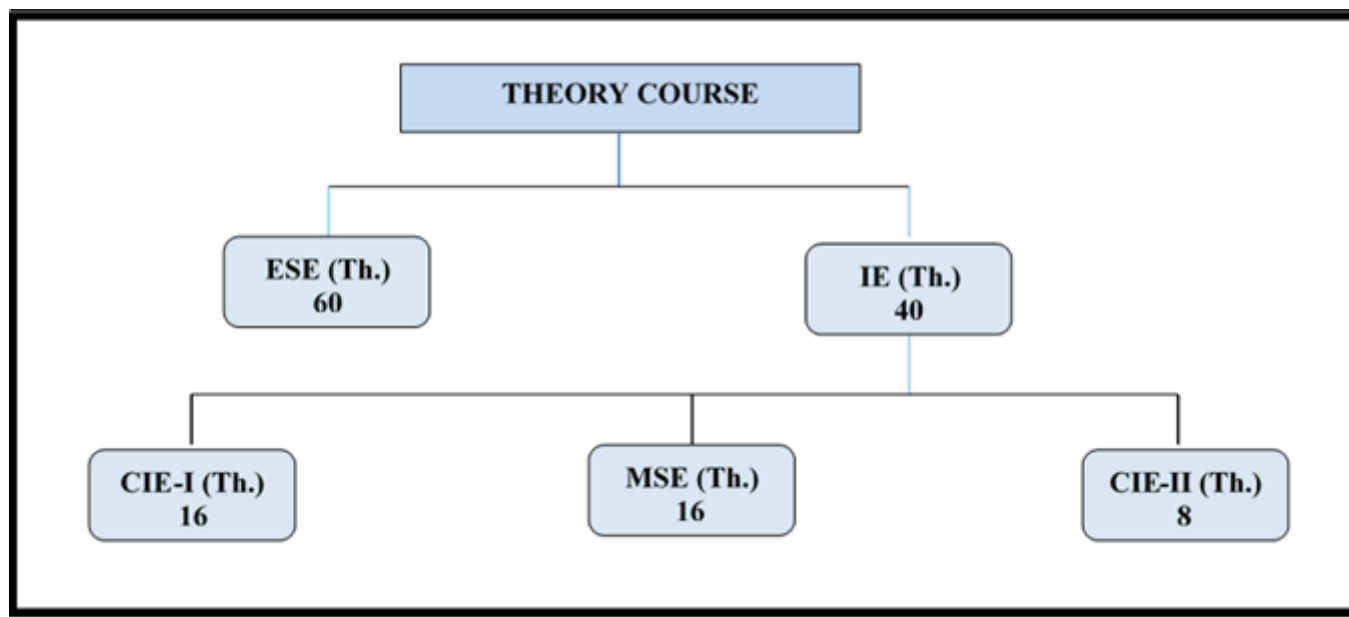 THEORY COURSE
ESE (Th.)
60
IE (Th.)
40
CIE-I (Th.)
16
MSE (Th.)
16
CIE-II (Th.)
8